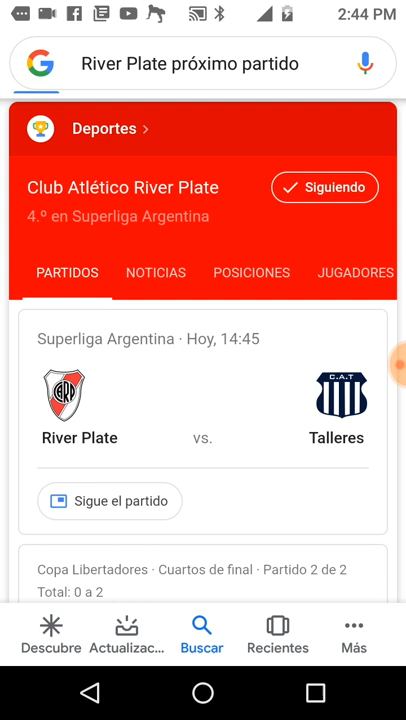 2:44 PM
River Plate próximo partido
Deportes
Club Atlético River Plate
Siguiendo
4.º en Superliga Argentina
PARTIDOS NOTICIAS POSICIONES JUGADORES
Superliga Argentina · Hoy, 14:45
CARP
C.A.T
River Plate vs. Talleres
Sigue el partido
Copa Libertadores · Cuartos de final · Partido 2 de 2
Total: 0 a 2
Descubre Actualizac... Buscar Recientes Más